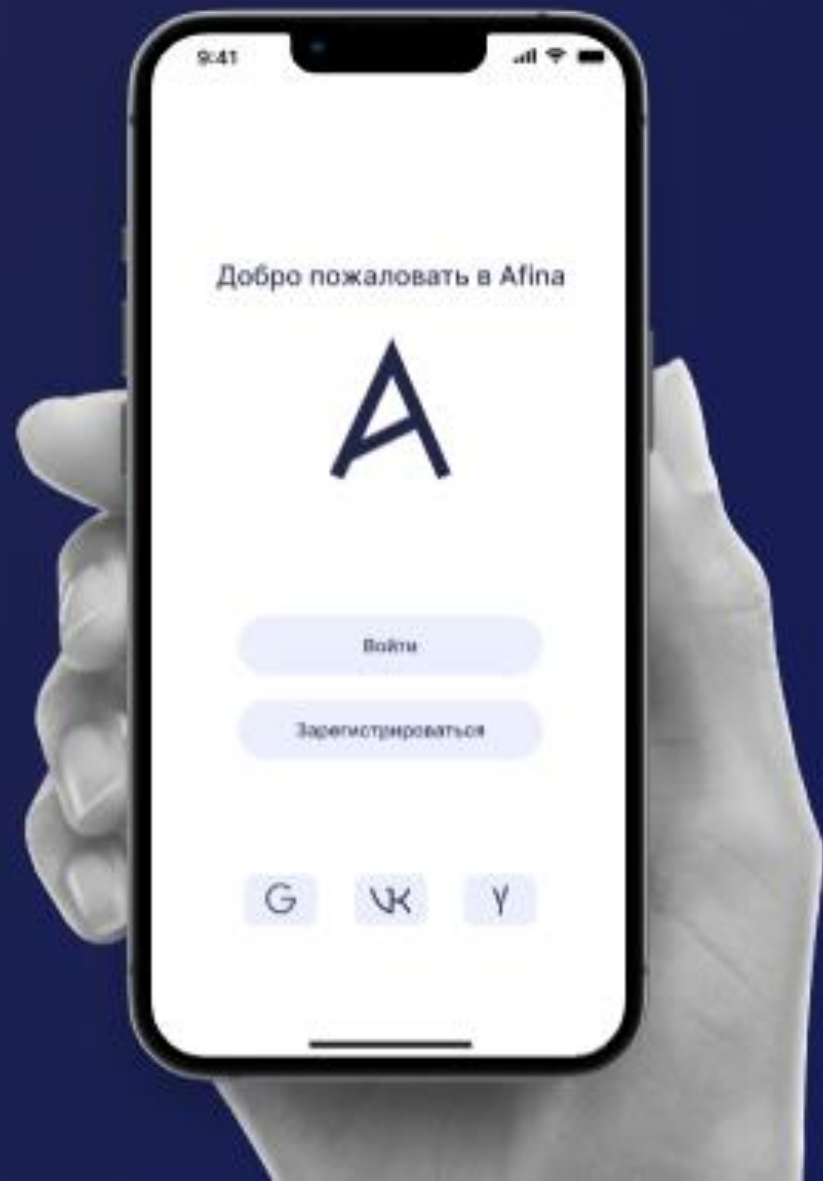 9:41
Добро пожаловать в Afina
A
Войти
Зарегистрироваться
G VK Y